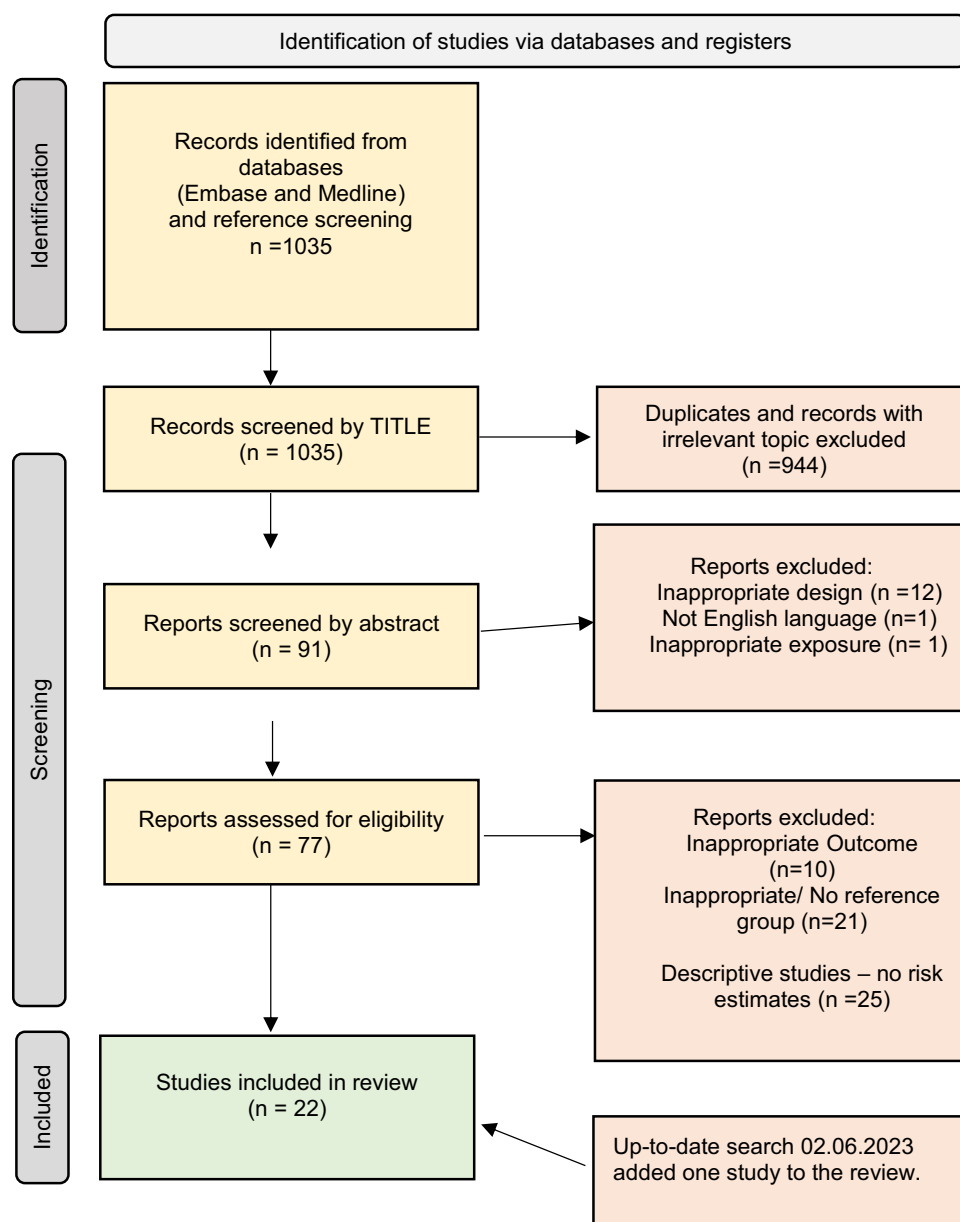 Identification of studies via databases and registers
Identification
Records identified from
databases
(Embase and Medline)
and reference screening
n =1035
Records screened by TITLE
(n = 1035)
Duplicates and records with
irrelevant topic excluded
(n =944)
Screening
Reports screened by abstract
(n = 91)
Reports excluded:
Inappropriate design (n =12)
Not English language (n=1)
Inappropriate exposure (n= 1)
Reports assessed for eligibility
(n = 77)
Reports excluded:
Inappropriate Outcome
(n=10)
Inappropriate/ No reference
group (n=21)
Descriptive studies – no risk
estimates (n =25)
Included
Studies included in review
(n = 22)
Up-to-date search 02.06.2023
added one study to the review.